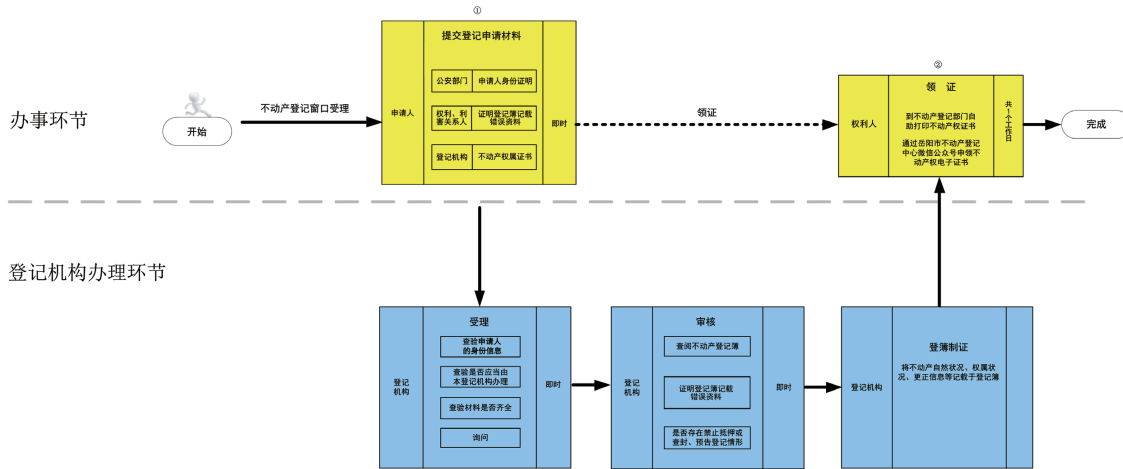 ①
提交登记申请材料
公安部门
申请人身份证明
申请人
权利、利
害关系人
证明登记簿记载
错误资料
登记机构
不动产权属证书
即时
办事环节
开始
不动产登记窗口受理
领证
②
领 证
权利人
到不动产登记部门自
助打印不动产权证书
通过岳阳市不动产登记
中心微信公众号申领不
动产权电子证书
共1个工作日
完成
登记机构办理环节
受理
登记
机构
查验申请人
的身份信息
查验是否应当由
本登记机构办理
查验材料是否齐全
询问
即时
审核
登记
机构
查阅不动产登记簿
证明登记簿记载
错误资料
是否存在禁止抵押或
查封、预告登记情形
即时
登簿制证
登记机构
将不动产自然状况、权属状
况、更正信息等记载于登记簿